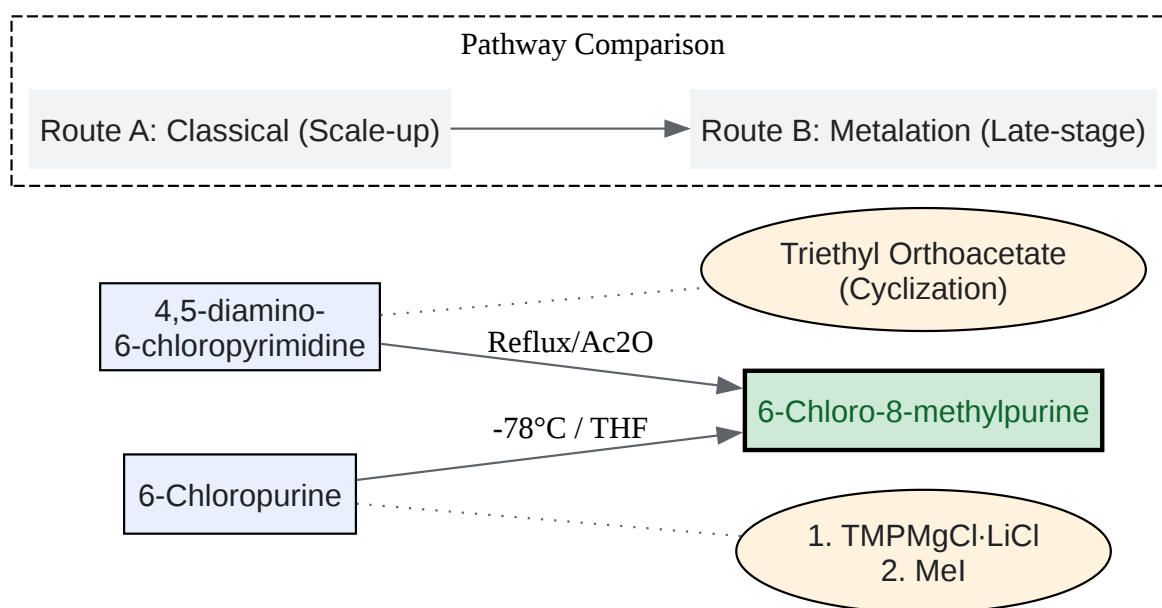 Pathway Comparison
Route A: Classical (Scale-up)
Route B: Metalation (Late-stage)
Triethyl Orthoacetate
(Cyclization)
4,5-diamino-
6-chloropyrimidine
Reflux/Ac2O
6-Chloro-8-methylpurine
-78°C / THF
6-Chloropurine
1. TMPMgCl·LiCl
2. MeI